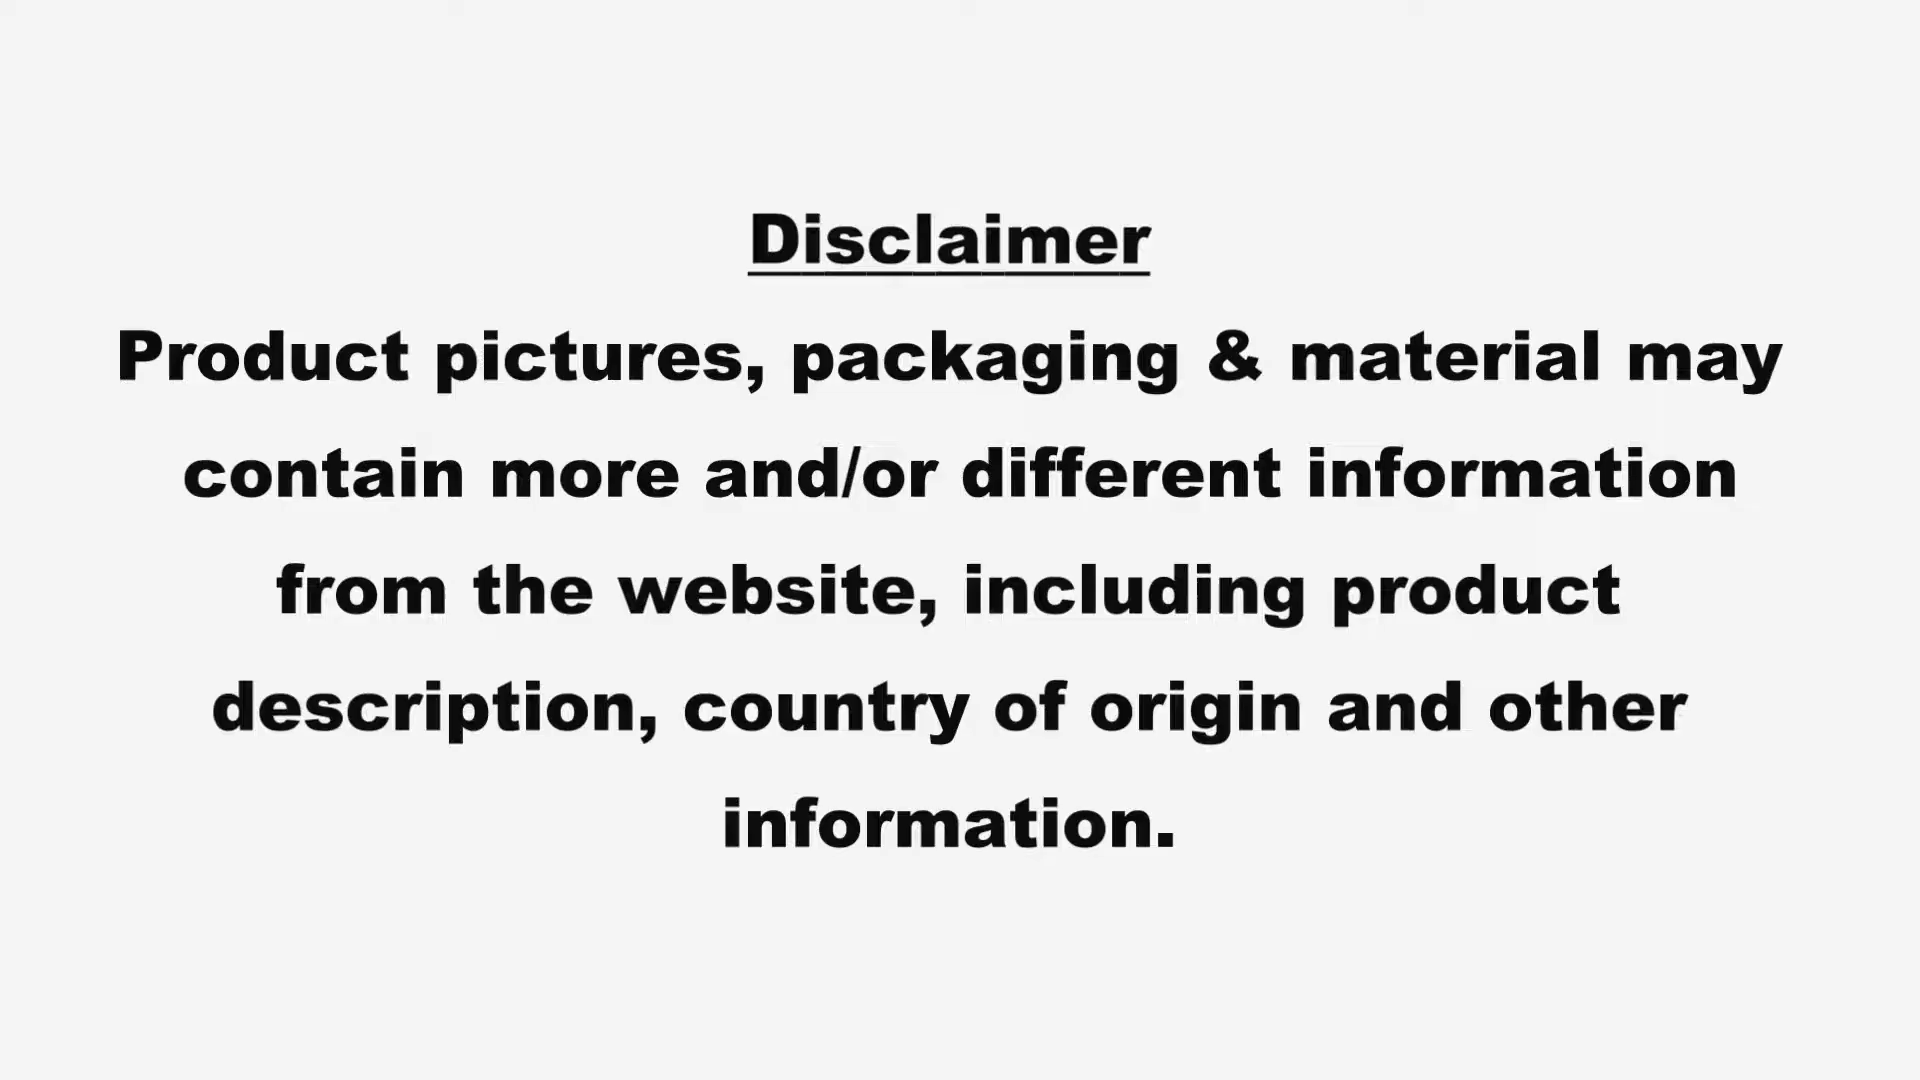 Disclaimer
Product pictures, packaging & material may
contain more and/or different information
from the website, including product
description, country of origin and other
information.